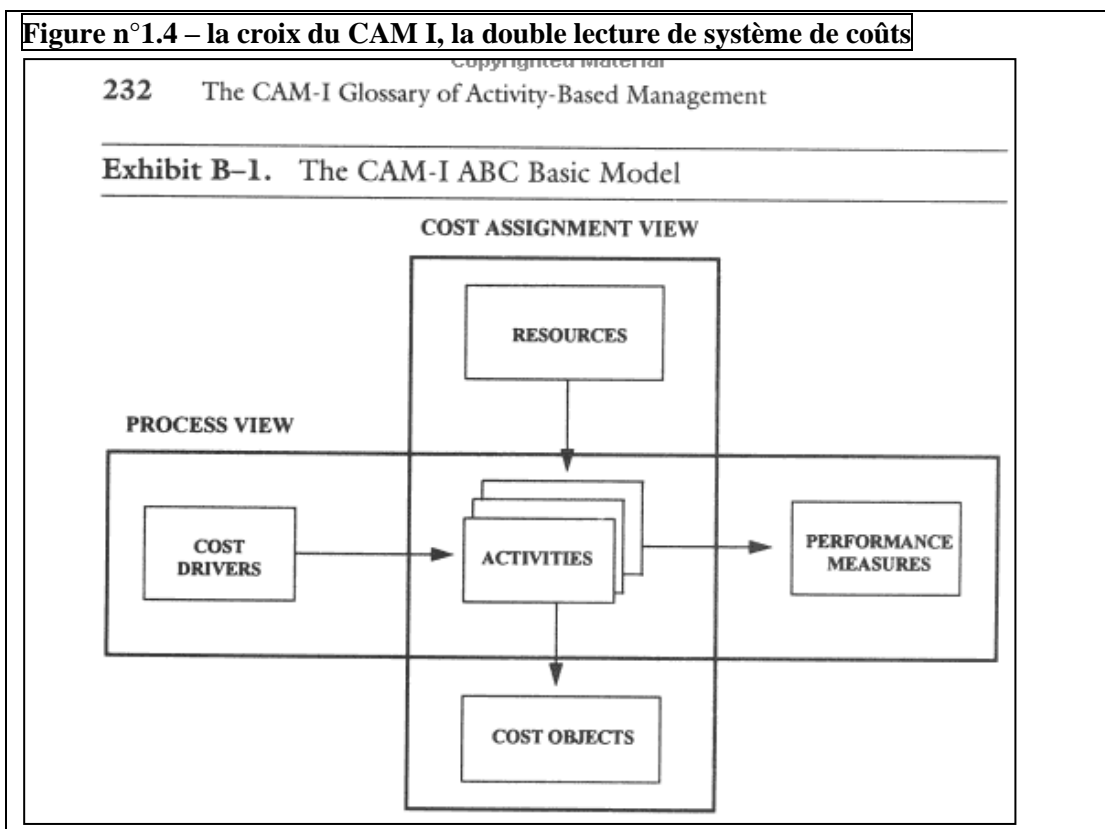 Figure n°1.4 – la croix du CAM I, la double lecture de système de coûts
Copyrighted Material
232 The CAM-I Glossary of Activity-Based Management
Exhibit B–1. The CAM-I ABC Basic Model
COST ASSIGNMENT VIEW
RESOURCES
PROCESS VIEW
COST
DRIVERS
ACTIVITIES
PERFORMANCE
MEASURES
COST OBJECTS